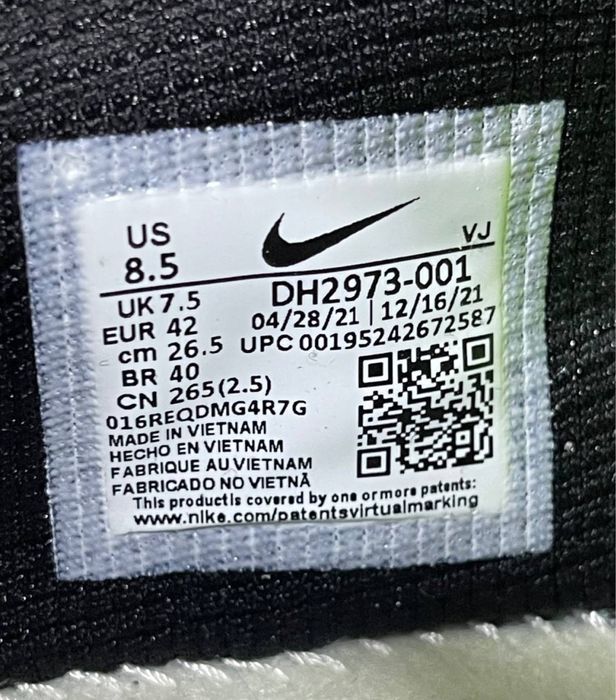 US
8.5
VJ
DH2973-001
UK 7.5
04/28/21 | 12/16/21
EUR 42
UPC 00195242672587
cm 26.5
BR 40
CN 265(2.5)
016REQDMG4R7G
MADE IN VIETNAM
HECHO EN VIETNAM
FABRIQUE AU VIETNAM
FABRICADO NO VIETNÃ
This product is covered by one or more patents:
www.nike.com/patentsvirtualmarking